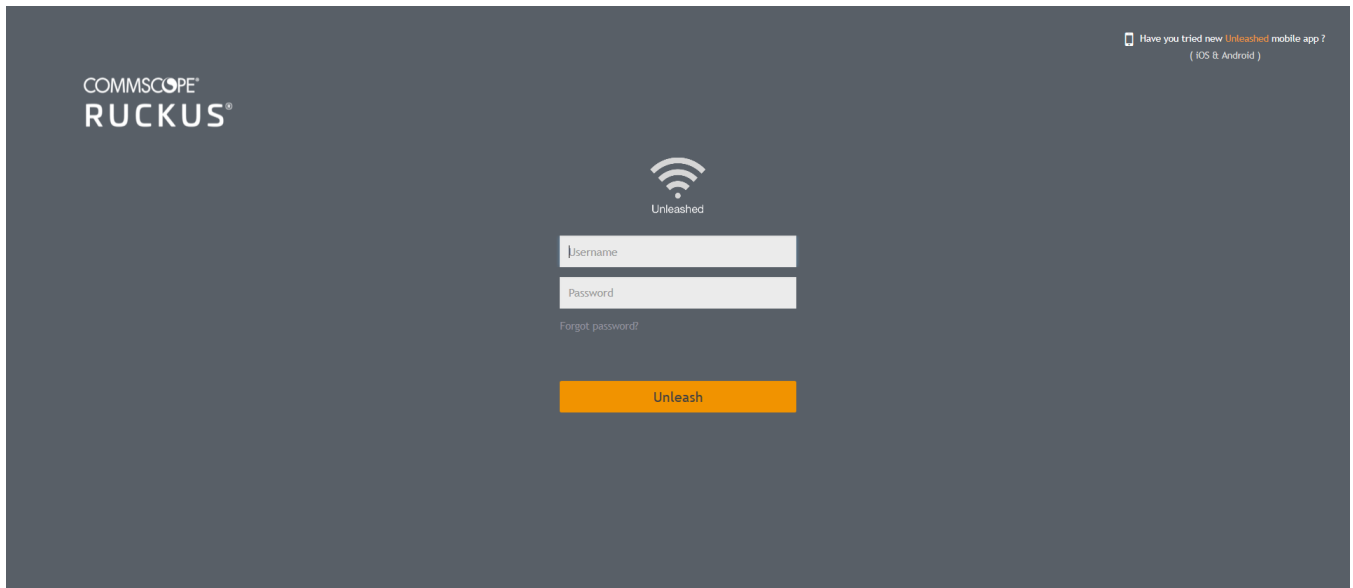 Have you tried new Unleashed mobile app ?
( iOS & Android )
COMMSCOPE®
RUCKUS®
Unleashed
Username
Password
Forgot password?
Unleash